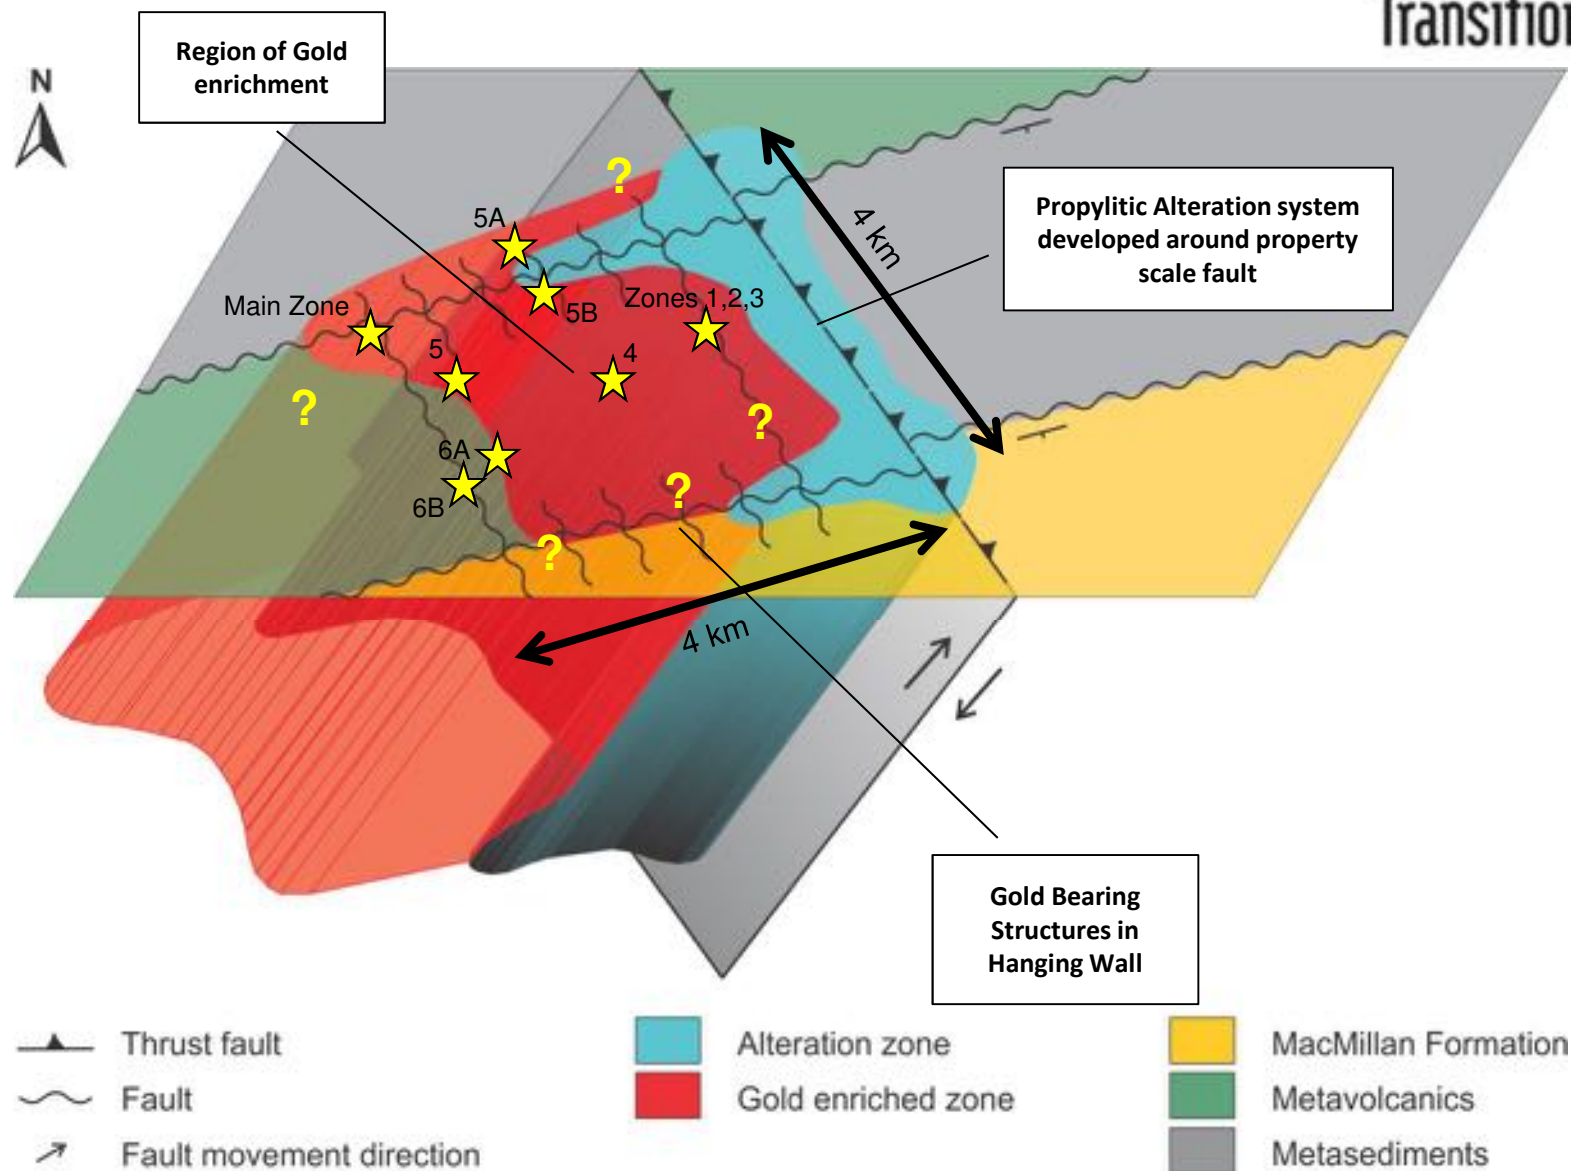 Transition
Region of Gold
enrichment
N
?
5A
4 km
Propylitic Alteration system
developed around property
scale fault
Main Zone
5B
Zones 1,2,3
5
4
?
?
6A
?
6B
?
4 km
Gold Bearing
Structures in
Hanging Wall
Thrust fault
Alteration zone
MacMillan Formation
Fault
Gold enriched zone
Metavolcanics
Fault movement direction
Metasediments